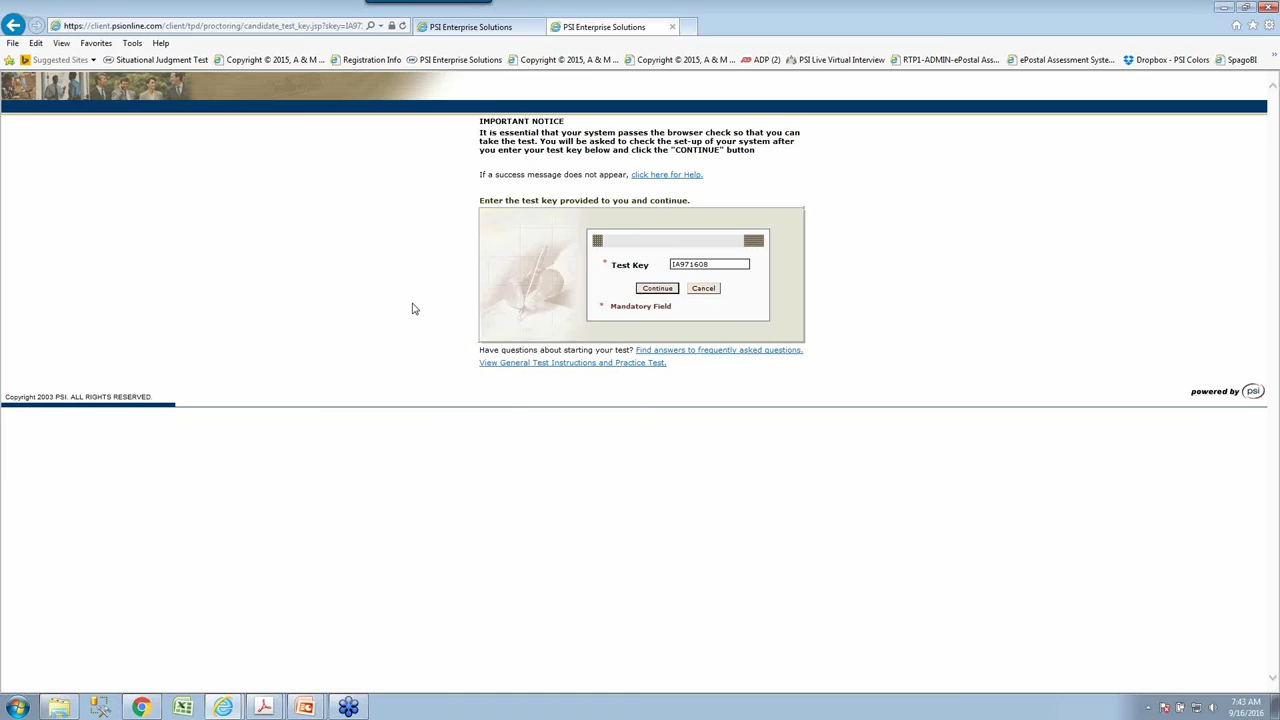 https://client.psionline.com/client/tpd/proctoring/candidate_test_key.jsp?skey=IA97:
PSI Enterprise Solutions
PSI Enterprise Solutions
File Edit View Favorites Tools Help
Suggested Sites Situational Judgment Test Copyright © 2015, A & M ... Registration Info PSI Enterprise Solutions Copyright © 2015, A & M ... Copyright © 2015, A & M ... ADP (2) PSI Live Virtual Interview RTP1-ADMIN-ePostal Ass... ePostal Assessment Syste... Dropbox - PSI Colors SpagoBI
IMPORTANT NOTICE
It is essential that your system passes the browser check so that you can
take the test. You will be asked to check the set-up of your system after
you enter your test key below and click the "CONTINUE" button
If a success message does not appear, click here for Help.
Enter the test key provided to you and continue.
* Test Key IA971608
Continue Cancel
* Mandatory Field
Have questions about starting your test? Find answers to frequently asked questions.
View General Test Instructions and Practice Test.
Copyright 2003 PSI. ALL RIGHTS RESERVED.
powered by psi
7:43 AM
9/16/2016